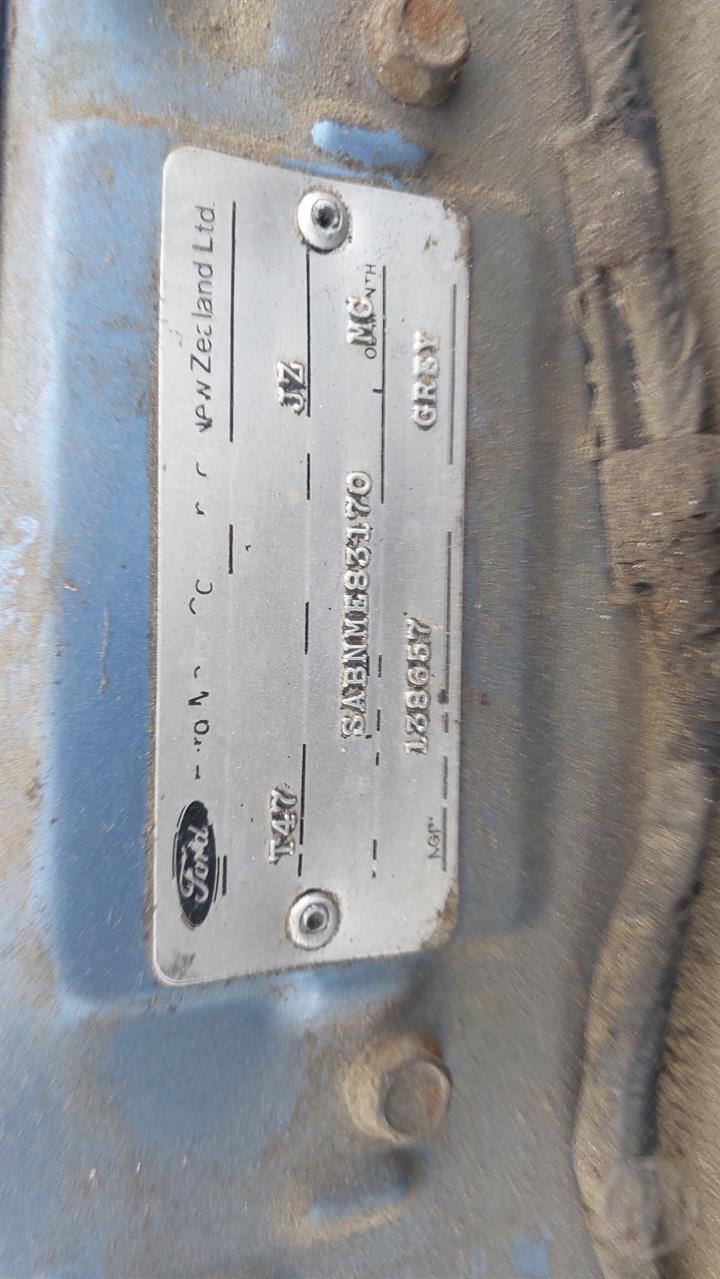 Ford
New Zealand Ltd.
T47 JZ
SABNME83170 MC
138657 GREY